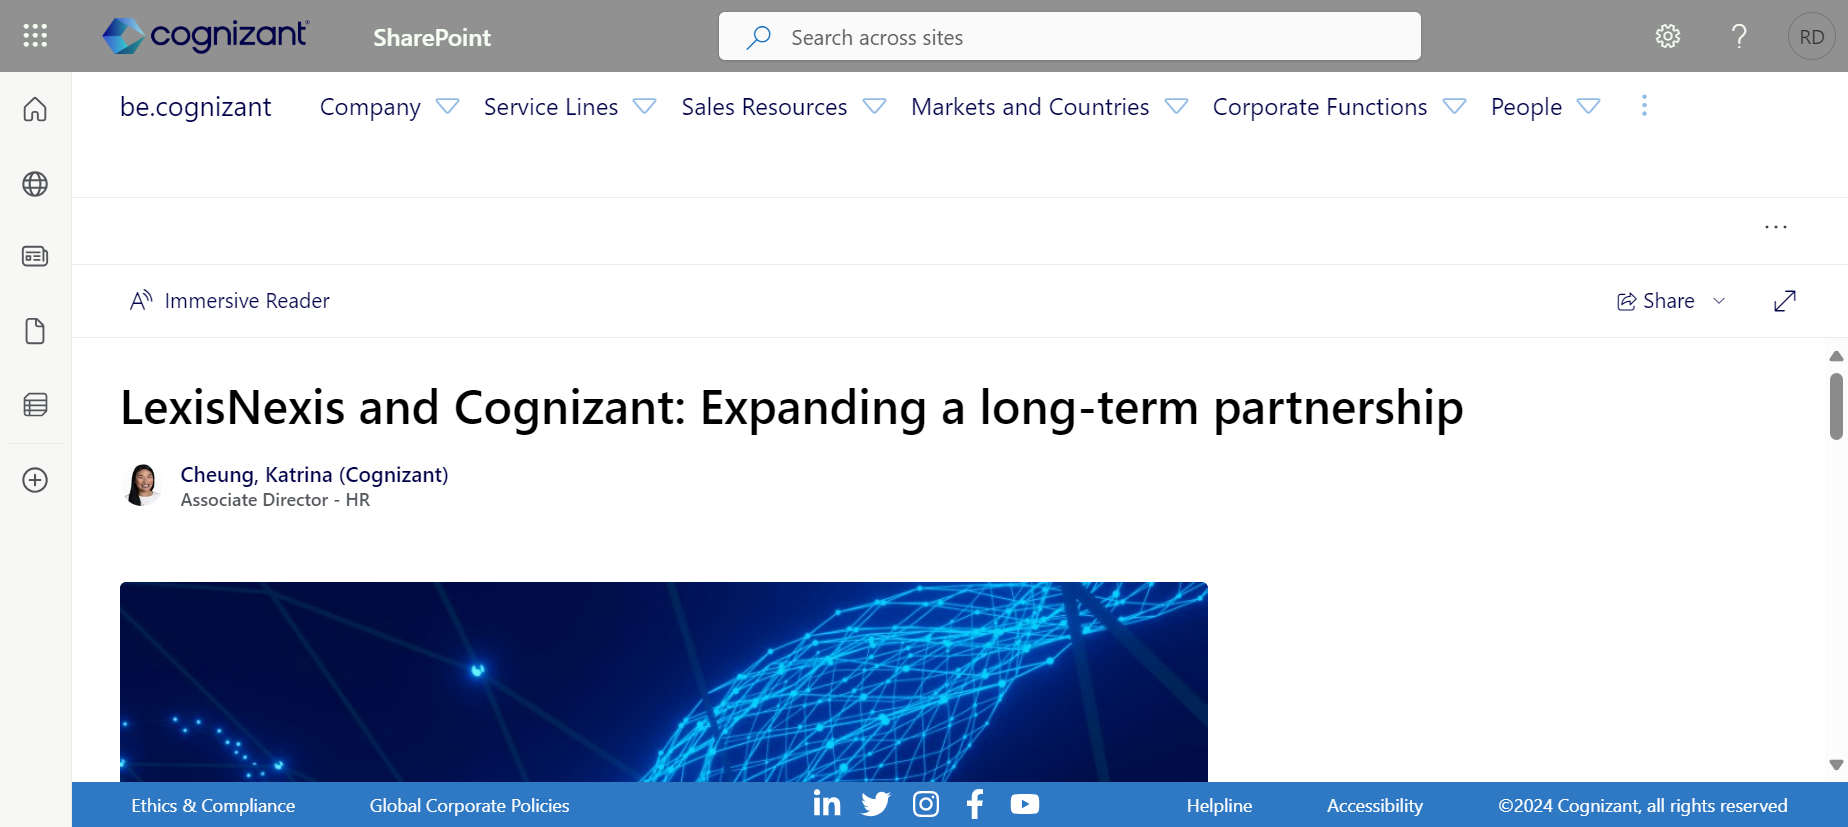 cognizant
SharePoint
Search across sites
RD
be.cognizant
Company
Service Lines
Sales Resources
Markets and Countries
Corporate Functions
People
Immersive Reader
Share
LexisNexis and Cognizant: Expanding a long-term partnership
Cheung, Katrina (Cognizant)
Associate Director - HR
Ethics & Compliance
Global Corporate Policies
Helpline
Accessibility
©2024 Cognizant, all rights reserved